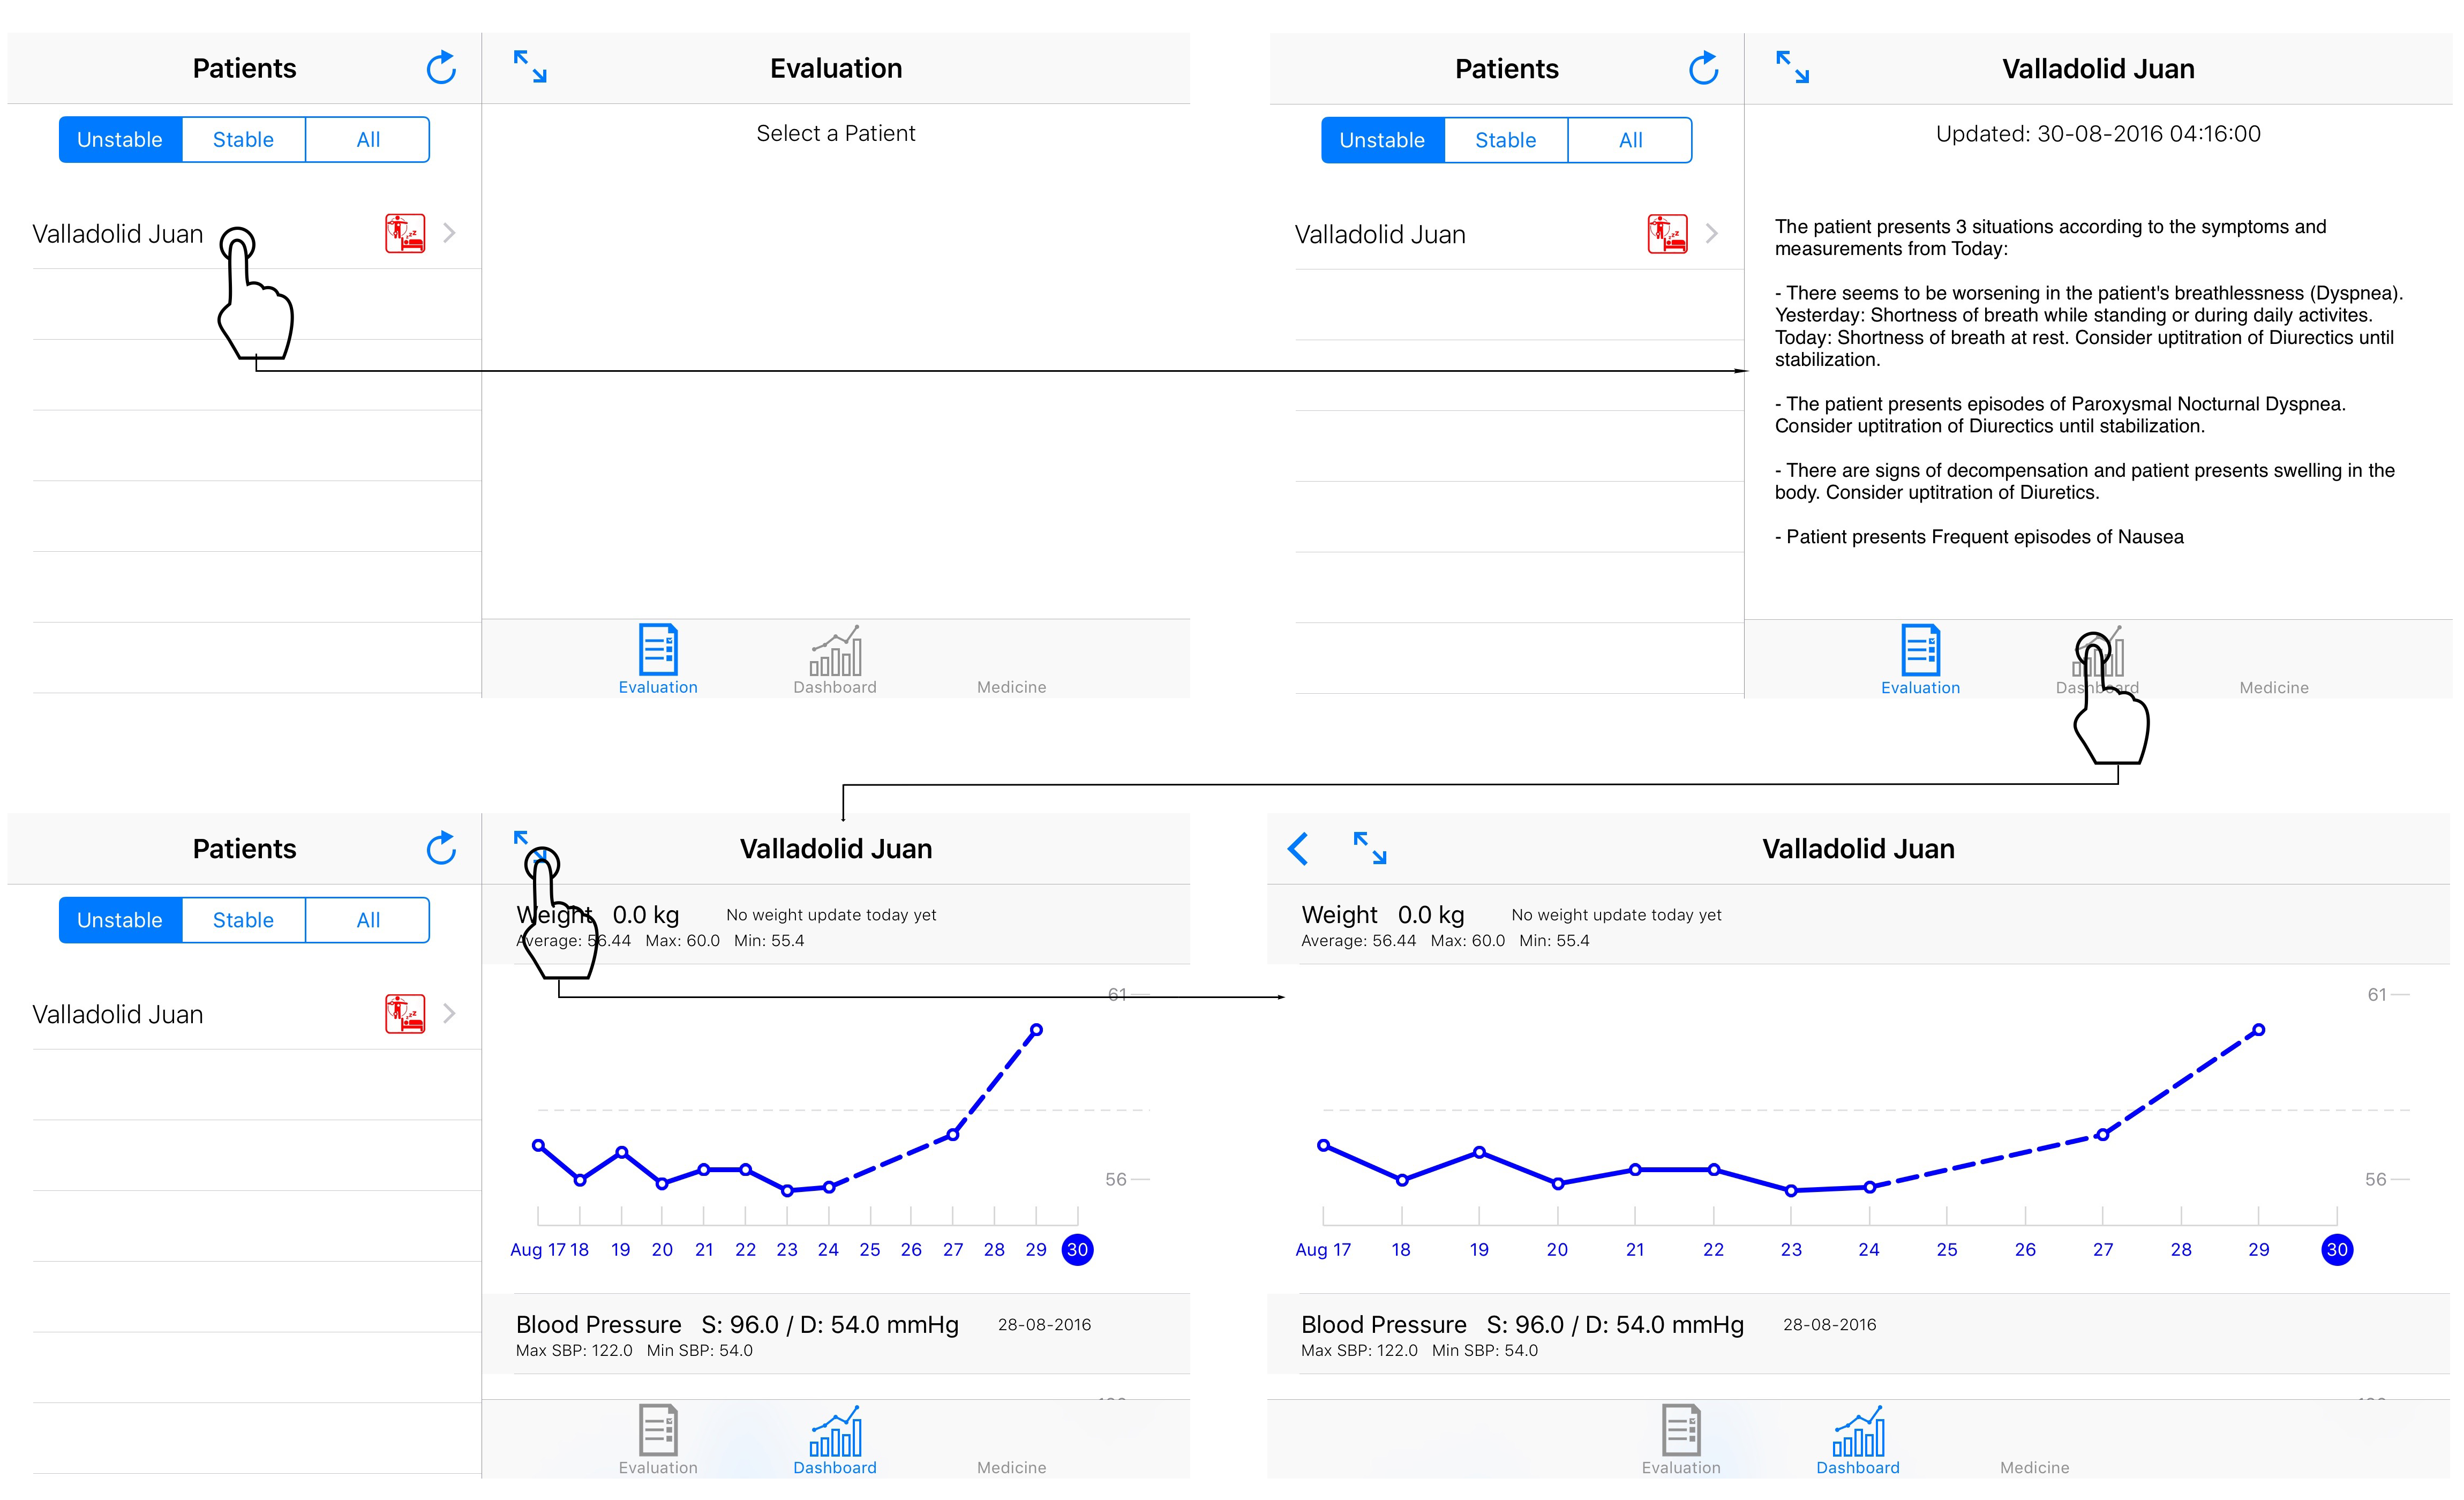 Patients
Evaluation
Unstable Stable All
Select a Patient
Valladolid Juan
Evaluation Dashboard Medicine
Patients
Valladolid Juan
Unstable Stable All
Updated: 30-08-2016 04:16:00
Valladolid Juan
The patient presents 3 situations according to the symptoms and
measurements from Today:
- There seems to be worsening in the patient's breathlessness (Dyspnea).
Yesterday: Shortness of breath while standing or during daily activites.
Today: Shortness of breath at rest. Consider uptitration of Diurectics until
stabilization.
- The patient presents episodes of Paroxysmal Nocturnal Dyspnea.
Consider uptitration of Diurectics until stabilization.
- There are signs of decompensation and patient presents swelling in the
body. Consider uptitration of Diuretics.
- Patient presents Frequent episodes of Nausea
Evaluation Dashboard Medicine
Patients
Valladolid Juan
Unstable Stable All
Valladolid Juan
Weight 0.0 kg No weight update today yet
Average: 56.44 Max: 60.0 Min: 55.4
61
56
Aug 17 18 19 20 21 22 23 24 25 26 27 28 29 30
Blood Pressure S: 96.0 / D: 54.0 mmHg 28-08-2016
Max SBP: 122.0 Min SBP: 54.0
Evaluation Dashboard Medicine
Valladolid Juan
Weight 0.0 kg No weight update today yet
Average: 56.44 Max: 60.0 Min: 55.4
61
56
Aug 17 18 19 20 21 22 23 24 25 26 27 28 29 30
Blood Pressure S: 96.0 / D: 54.0 mmHg 28-08-2016
Max SBP: 122.0 Min SBP: 54.0
Evaluation Dashboard Medicine